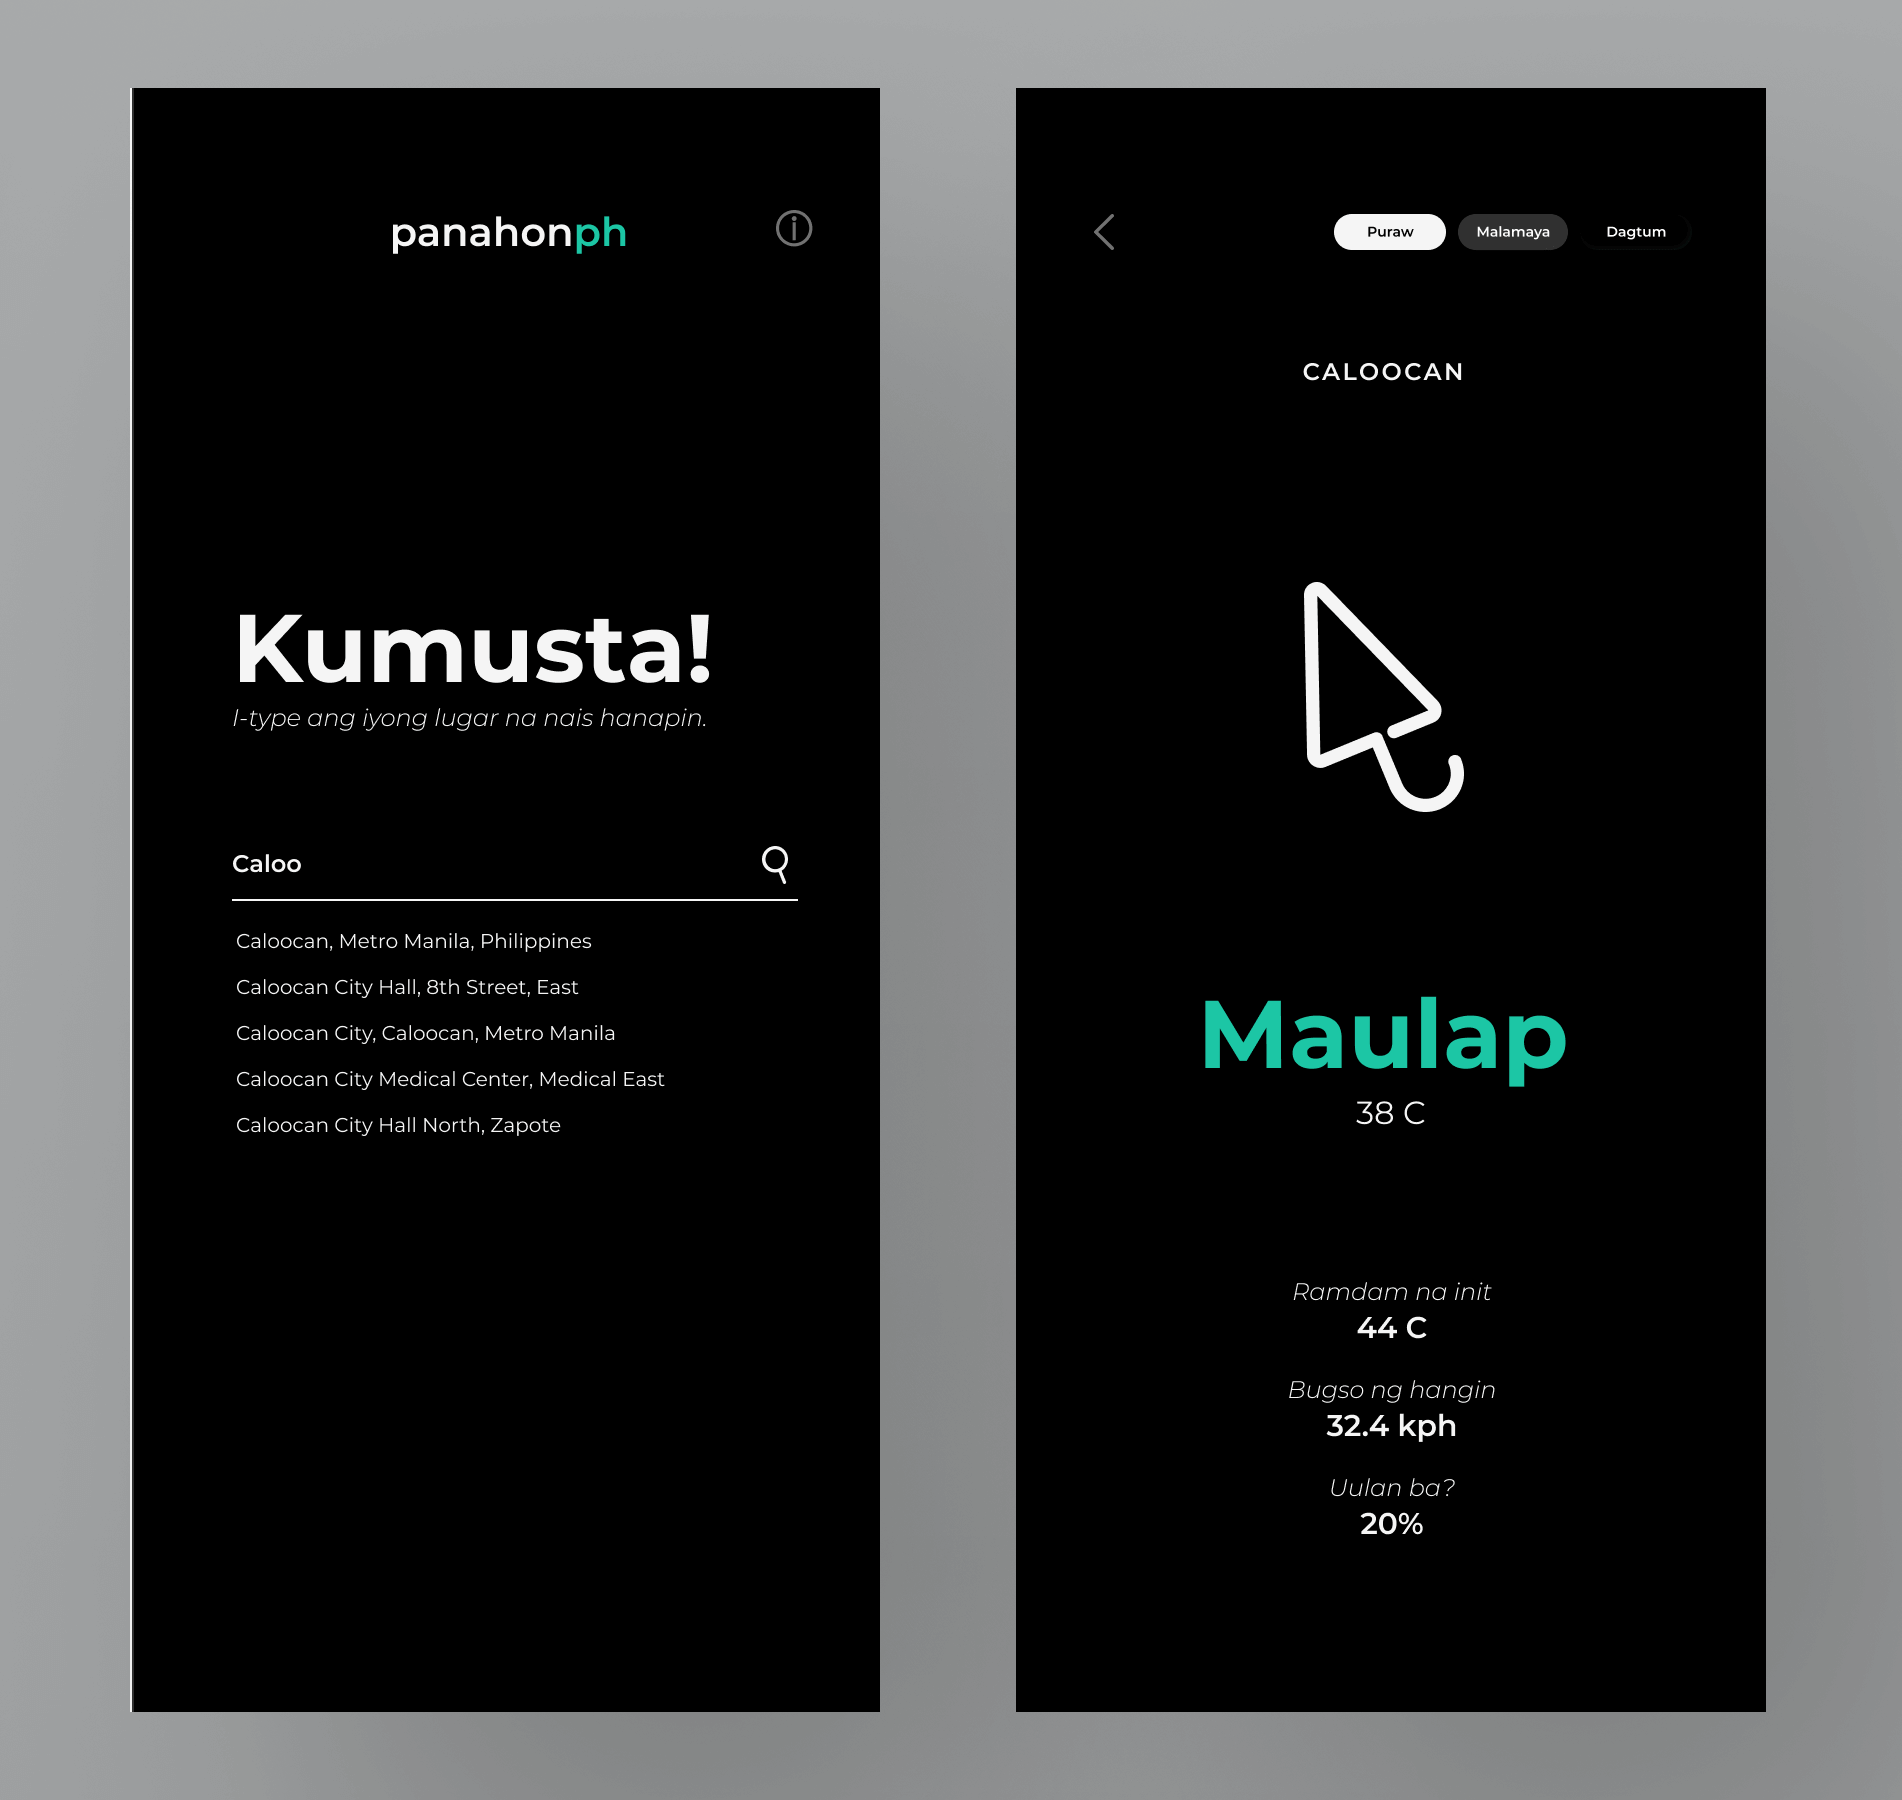 panahonph
Kumusta!
I-type ang iyong lugar na nais hanapin.
Caloo
Caloocan, Metro Manila, Philippines
Caloocan City Hall, 8th Street, East
Caloocan City, Caloocan, Metro Manila
Caloocan City Medical Center, Medical East
Caloocan City Hall North, Zapote
Puraw Malamaya Dagtum
CALOOCAN
Maulap
38 C
Ramdam na init
44 C
Bugso ng hangin
32.4 kph
Uulan ba?
20%